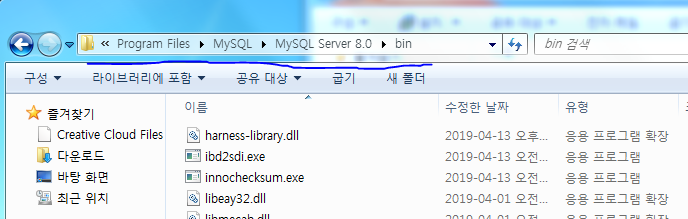 « Program Files ▸ MySQL ▸ MySQL Server 8.0 ▸ bin bin 검색
구성 라이브러리에 포함 공유 대상 굽기 새 폴더
즐겨찾기
Creative Cloud Files
다운로드
바탕 화면
최근 위치
이름 수정한 날짜 유형
harness-library.dll 2019-04-13 오후... 응용 프로그램 확장
ibd2sdi.exe 2019-04-13 오전... 응용 프로그램
innochecksum.exe 2019-04-13 오전... 응용 프로그램
libeay32.dll 2019-04-01 오전... 응용 프로그램 확장
libmecab.dll 2019-04-01 오전... 응용 프로그램 확장